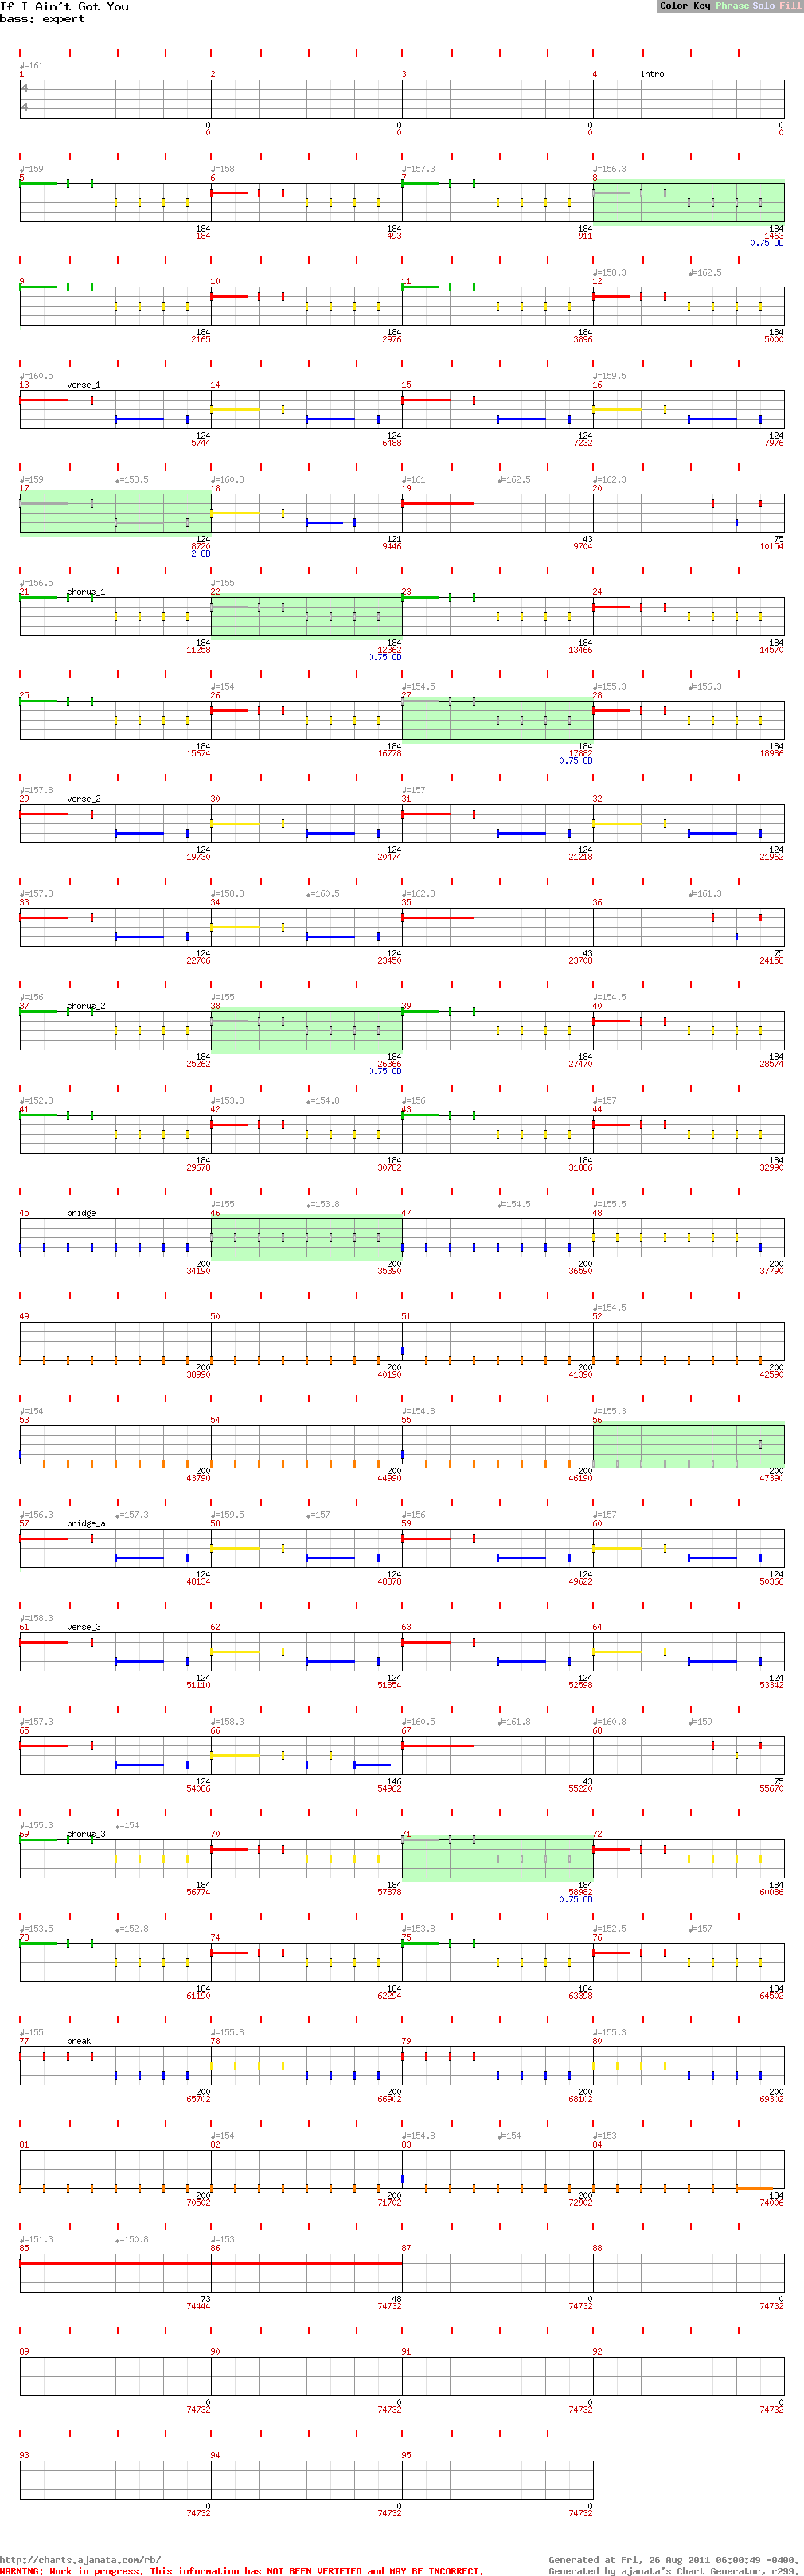 If I Ain't Got You
bass: expert
Color Key Phrase Solo Fill
♩=161
1 2 3 4 intro
4
4
0 0 0 0
0 0 0 0
♩=159 ♩=158 ♩=157.3 ♩=156.3
5 6 7 8
184 184 184 184
184 493 911 1463
0.75 OD
♩=158.3 ♩=162.5
9 10 11 12
184 184 184 184
2165 2976 3896 5000
♩=160.5 ♩=159.5
13 verse_1 14 15 16
124 124 124 124
5744 6488 7232 7976
♩=159 ♩=158.5 ♩=160.3 ♩=161 ♩=162.5 ♩=162.3
17 18 19 20
124 121 43 75
8720 9446 9704 10154
2 OD
♩=156.5 ♩=155
21 chorus_1 22 23 24
184 184 184 184
11258 12362 13466 14570
0.75 OD
♩=154 ♩=154.5 ♩=155.3 ♩=156.3
25 26 27 28
184 184 184 184
15674 16778 17882 18986
0.75 OD
♩=157.8 ♩=157
29 verse_2 30 31 32
124 124 124 124
19730 20474 21218 21962
♩=157.8 ♩=158.8 ♩=160.5 ♩=162.3 ♩=161.3
33 34 35 36
124 124 43 75
22706 23450 23708 24158
♩=156 ♩=155 ♩=154.5
37 chorus_2 38 39 40
184 184 184 184
25262 26366 27470 28574
0.75 OD
♩=152.3 ♩=153.3 ♩=154.8 ♩=156 ♩=157
41 42 43 44
184 184 184 184
29678 30782 31886 32990
♩=155 ♩=153.8 ♩=154.5 ♩=155.5
45 bridge 46 47 48
200 200 200 200
34190 35390 36590 37790
♩=154.5
49 50 51 52
200 200 200 200
38990 40190 41390 42590
♩=154 ♩=154.8 ♩=155.3
53 54 55 56
200 200 200 200
43790 44990 46190 47390
♩=156.3 ♩=157.3 ♩=159.5 ♩=157 ♩=156 ♩=157
57 bridge_a 58 59 60
124 124 124 124
48134 48878 49622 50366
♩=158.3
61 verse_3 62 63 64
124 124 124 124
51110 51854 52598 53342
♩=157.3 ♩=158.3 ♩=160.5 ♩=161.8 ♩=160.8 ♩=159
65 66 67 68
124 146 43 75
54086 54962 55220 55670
♩=155.3 ♩=154
69 chorus_3 70 71 72
184 184 184 184
56774 57878 58982 60086
0.75 OD
♩=153.5 ♩=152.8 ♩=153.8 ♩=152.5 ♩=157
73 74 75 76
184 184 184 184
61190 62294 63398 64502
♩=155 ♩=155.8 ♩=155.3
77 break 78 79 80
200 200 200 200
65702 66902 68102 69302
♩=154 ♩=154.8 ♩=154 ♩=153
81 82 83 84
200 200 200 184
70502 71702 72902 74006
♩=151.3 ♩=150.8 ♩=153
85 86 87 88
73 48 0 0
74444 74732 74732 74732
89 90 91 92
0 0 0 0
74732 74732 74732 74732
93 94 95
0 0 0
74732 74732 74732
http://charts.ajanata.com/rb/ Generated at Fri, 26 Aug 2011 06:00:49 -0400.
WARNING: Work in progress. This information has NOT BEEN VERIFIED and MAY BE INCORRECT. Generated by ajanata's Chart Generator, r299.